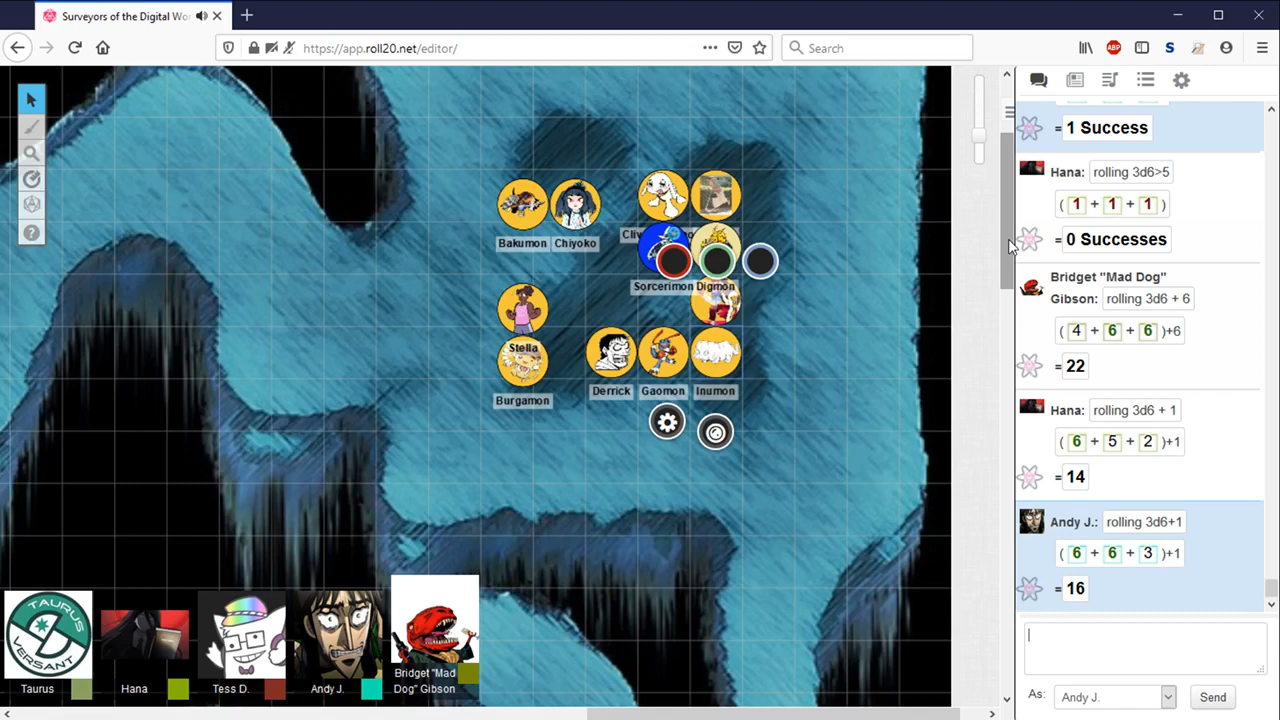 Surveyors of the Digital Wor
https://app.roll20.net/editor/
Search
ABP
S
= 1 Success
Hana: rolling 3d6>5
( 1 + 1 + 1 )
= 0 Successes
Bridget "Mad Dog"
Gibson: rolling 3d6 + 6
( 4 + 6 + 6 )+6
= 22
Hana: rolling 3d6 + 1
( 6 + 5 + 2 )+1
= 14
Andy J.: rolling 3d6+1
( 6 + 6 + 3 )+1
= 16
As: Andy J. Send
Bakumon Chiyoko
Sorcerimon Digmon
Stella
Derrick Gaomon Inumon
Burgamon
TAURUS
VERSANT
Taurus
Hana
Tess D.
Andy J.
Bridget "Mad
Dog" Gibson